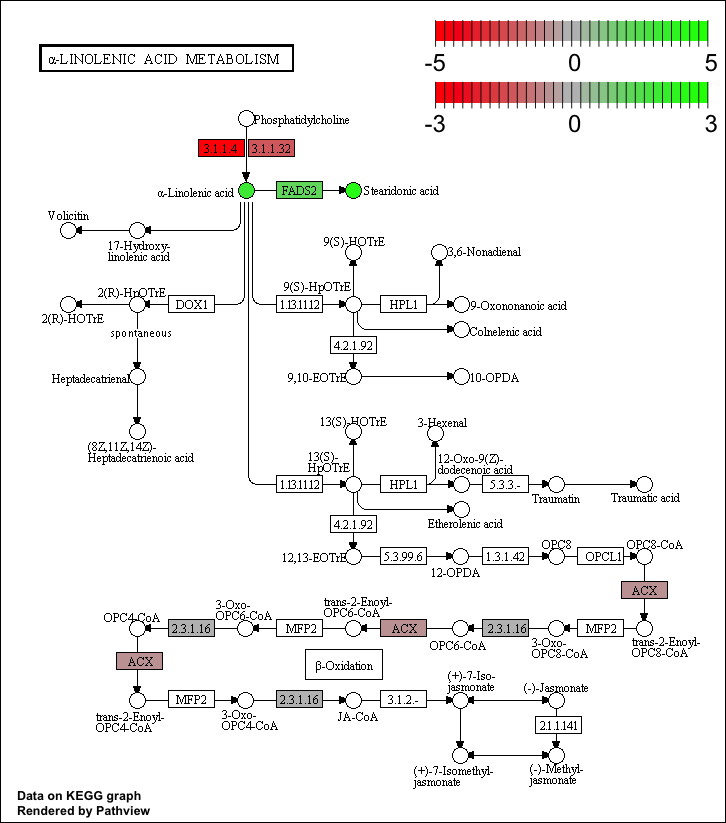 -5 0 5
α-LINOLENIC ACID METABOLISM
-3 0 3
Phosphatidylcholine
3.1.1.4 3.1.1.32
α-Linolenic acid FADS2 Stearidonic acid
Volicitin
17-Hydroxy-
linolenic acid
9(S)-HOTrE
3,6-Nonadienal
2(R)-HpOTrE
9(S)-HpOTrE
DOX1 1.13.11.12 HPL1 9-Oxononanoic acid
2(R)-HOTrE
spontaneous
Colnelenic acid
4.2.1.92
Heptadecatrienal
9,10-EOTrE 10-OPDA
13(S)-HOTrE 3-Hexenal
(8Z,11Z,14Z)-
Heptadecatrienoic acid
13(S)-
HpOTrE
12-Oxo-9(Z)-
dodecenoic acid
1.13.11.12 HPL1 5.3.3.-
Traumatin Traumatic acid
4.2.1.92
Etherolenic acid
OPC8 OPC8-CoA
12,13-EOTrE 5.3.99.6 1.3.1.42 OPCL1
12-OPDA
ACX
OPC4-CoA
3-Oxo-
OPC6-CoA
trans-2-Enoyl-
OPC6-CoA
2.3.1.16 MFP2 ACX 2.3.1.16 MFP2
OPC6-CoA
3-Oxo-
OPC8-CoA
trans-2-Enoyl-
OPC8-CoA
ACX
β-Oxidation
(+)-7-Iso-
jasmonate
(-)-Jasmonate
MFP2 2.3.1.16 3.1.2.-
trans-2-Enoyl-
OPC4-CoA
3-Oxo-
OPC4-CoA
JA-CoA
2.1.1.141
(+)-7-Isomethyl-
jasmonate
(-)-Methyl-
jasmonate
Data on KEGG graph
Rendered by Pathview